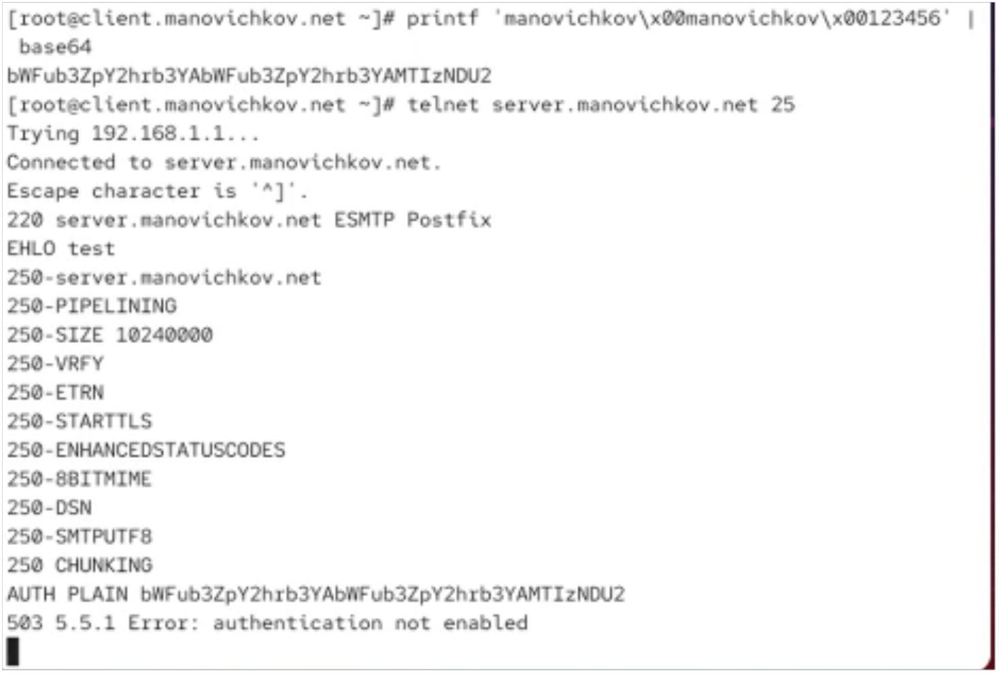 [root@client.manovichkov.net ~]# printf 'manovichkov\x00manovichkov\x00123456' |
 base64
bWFub3ZpY2hrb3YAbWFub3ZpY2hrb3YAMTIzNDU2
[root@client.manovichkov.net ~]# telnet server.manovichkov.net 25
Trying 192.168.1.1...
Connected to server.manovichkov.net.
Escape character is '^]'.
220 server.manovichkov.net ESMTP Postfix
EHLO test
250-server.manovichkov.net
250-PIPELINING
250-SIZE 10240000
250-VRFY
250-ETRN
250-STARTTLS
250-ENHANCEDSTATUSCODES
250-8BITMIME
250-DSN
250-SMTPUTF8
250 CHUNKING
AUTH PLAIN bWFub3ZpY2hrb3YAbWFub3ZpY2hrb3YAMTIzNDU2
503 5.5.1 Error: authentication not enabled